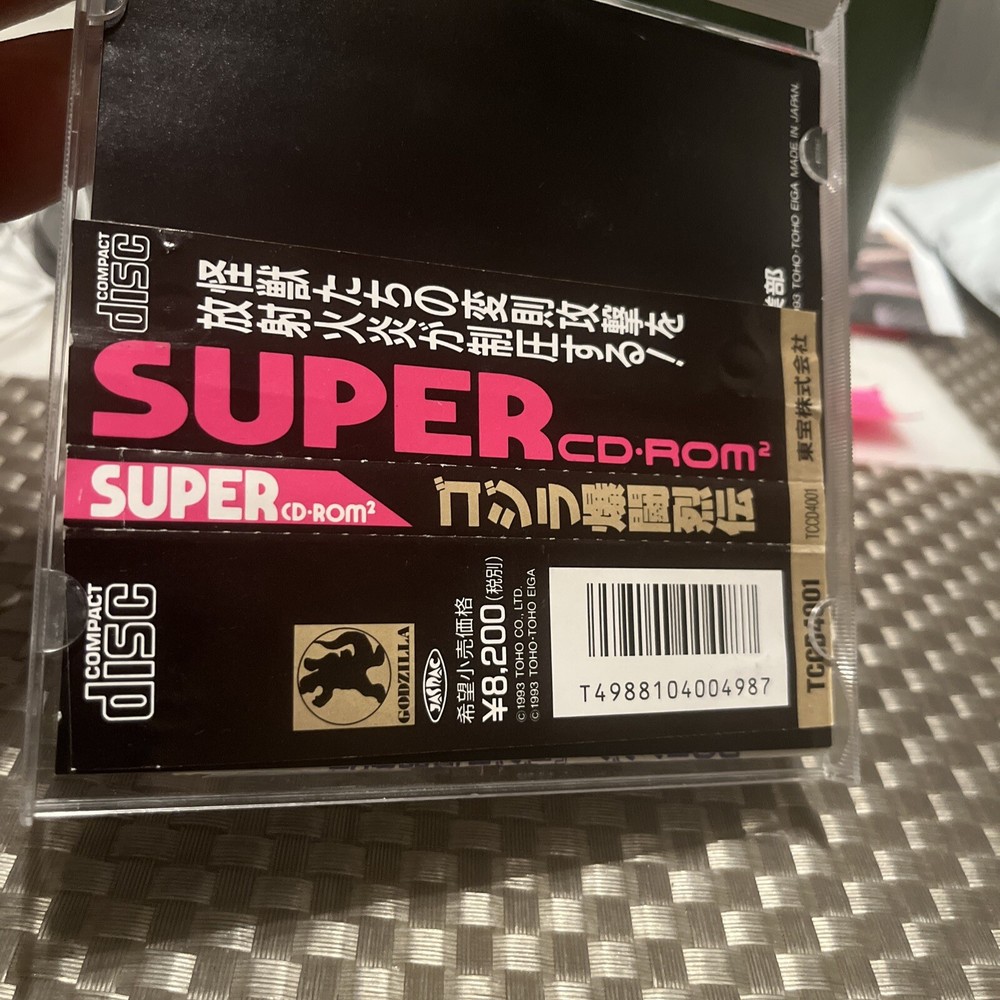 COMPACT
disc
怪獣たちの変則攻撃を
放射火炎が制圧する!
SUPER
CD-ROM²
東宝株式会社
SUPER CD-ROM²
ゴジラ爆闘烈伝
TCCD4001
COMPACT
disc
GODZILLA
JASRAC
希望小売価格
¥8,200(税別)
©1993 TOHO CO., LTD.
©1993 TOHO·TOHO EIGA
T4988104004987
TCCD4001
93 TOHO·TOHO EIGA MADE IN JAPAN.
部